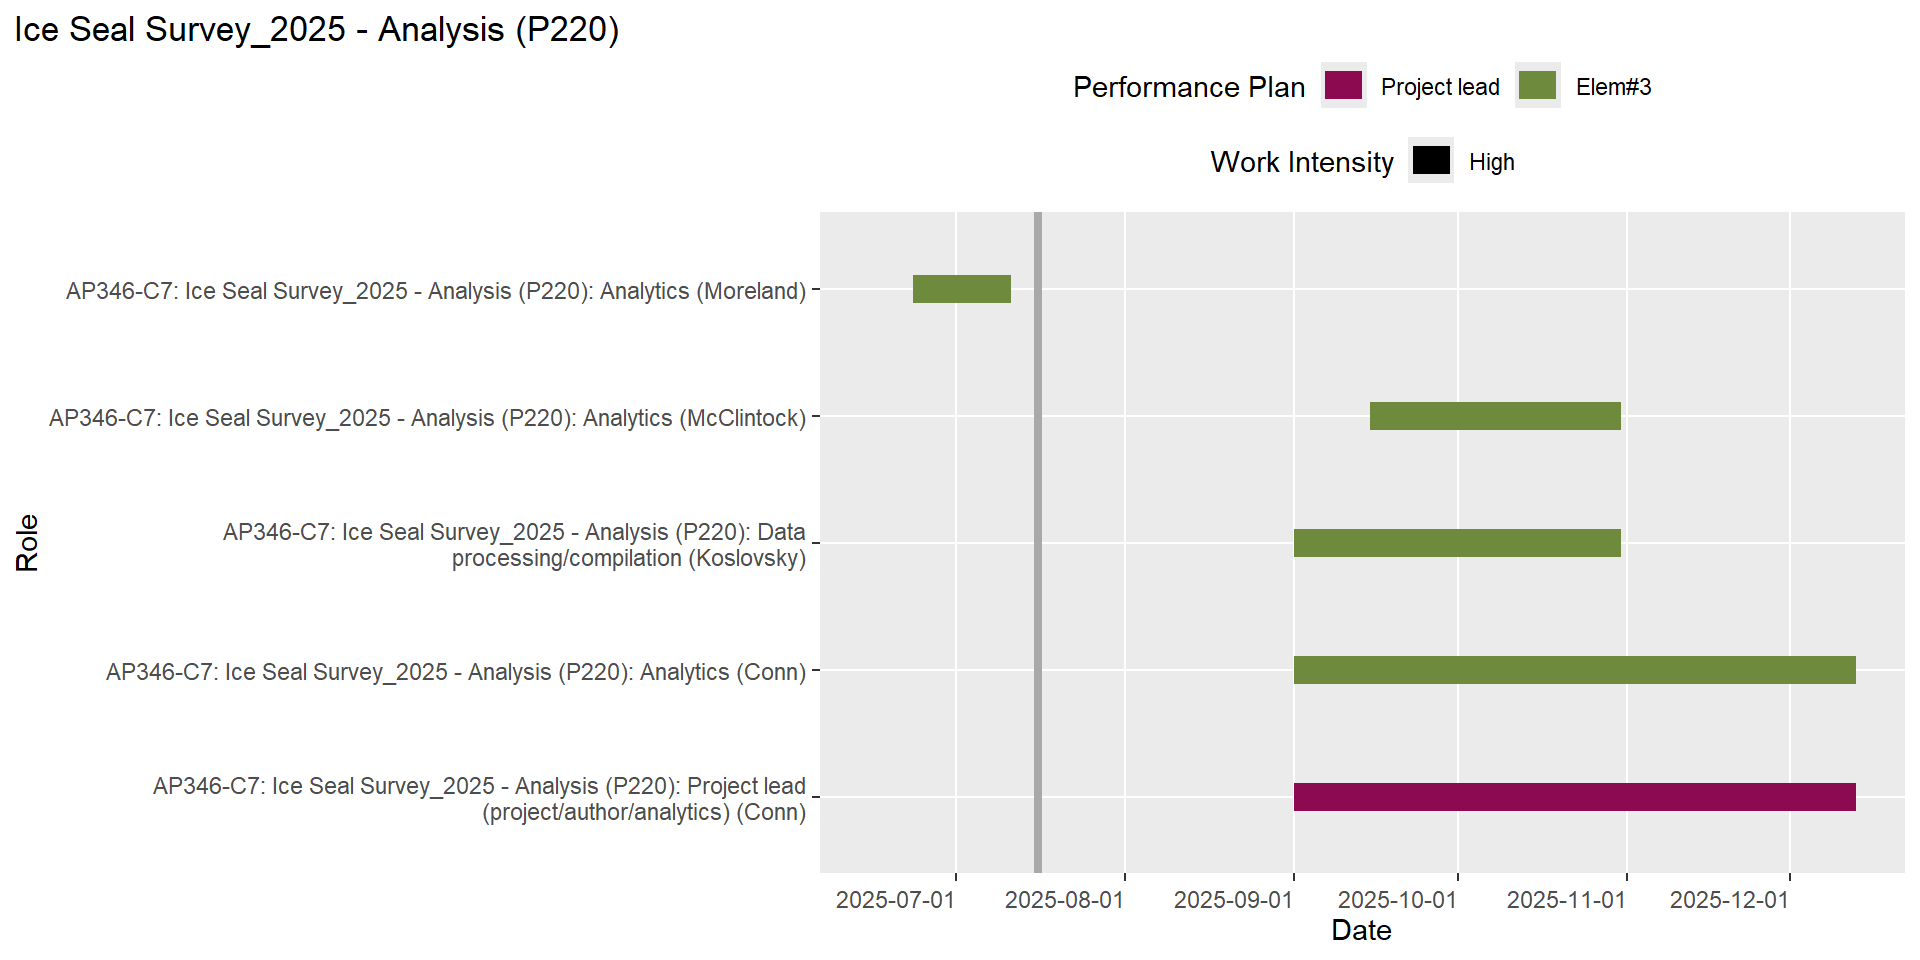 Ice Seal Survey_2025 - Analysis (P220)
Performance Plan Project lead Elem#3
Work Intensity High
AP346-C7: Ice Seal Survey_2025 - Analysis (P220): Analytics (Moreland)
AP346-C7: Ice Seal Survey_2025 - Analysis (P220): Analytics (McClintock)
AP346-C7: Ice Seal Survey_2025 - Analysis (P220): Data
processing/compilation (Koslovsky)
AP346-C7: Ice Seal Survey_2025 - Analysis (P220): Analytics (Conn)
AP346-C7: Ice Seal Survey_2025 - Analysis (P220): Project lead
(project/author/analytics) (Conn)
Role
2025-07-01 2025-08-01 2025-09-01 2025-10-01 2025-11-01 2025-12-01
Date